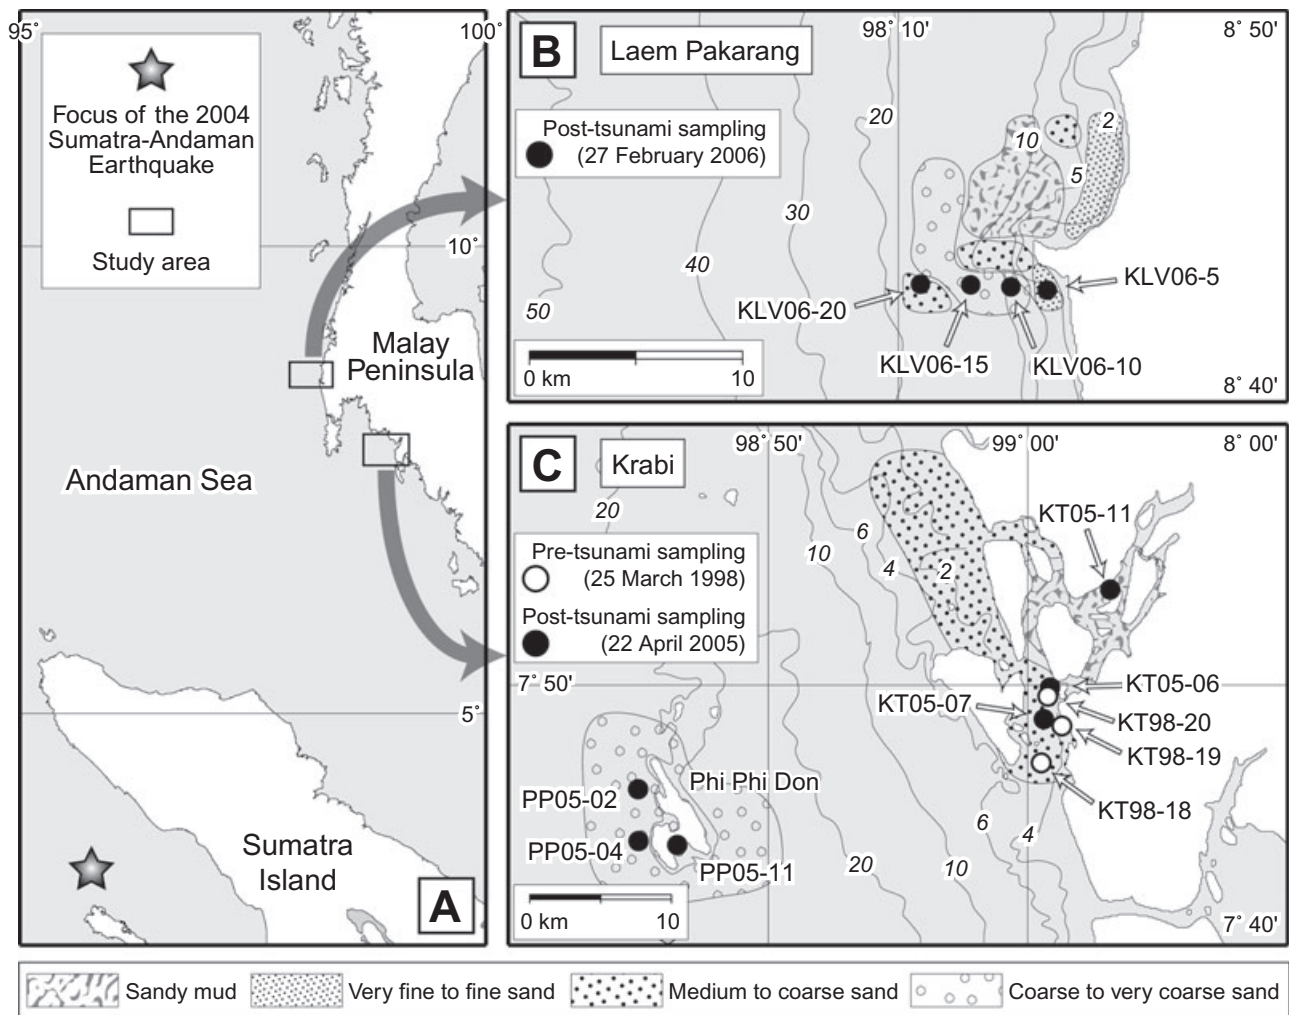 95°
100°
Focus of the 2004
Sumatra-Andaman
Earthquake
Study area
10°
Malay
Peninsula
Andaman Sea
5°
Sumatra
Island
A
B
Laem Pakarang
98° 10'
8° 50'
Post-tsunami sampling
(27 February 2006)
20
10
2
5
30
40
50
KLV06-5
KLV06-20
KLV06-15
KLV06-10
0 km
10
8° 40'
C
Krabi
98° 50'
99° 00'
8° 00'
20
Pre-tsunami sampling
(25 March 1998)
Post-tsunami sampling
(22 April 2005)
10
6
4
2
KT05-11
7° 50'
KT05-06
KT05-07
KT98-20
KT98-19
KT98-18
Phi Phi Don
PP05-02
PP05-04
PP05-11
6
4
20
10
0 km
10
7° 40'
Sandy mud
Very fine to fine sand
Medium to coarse sand
Coarse to very coarse sand